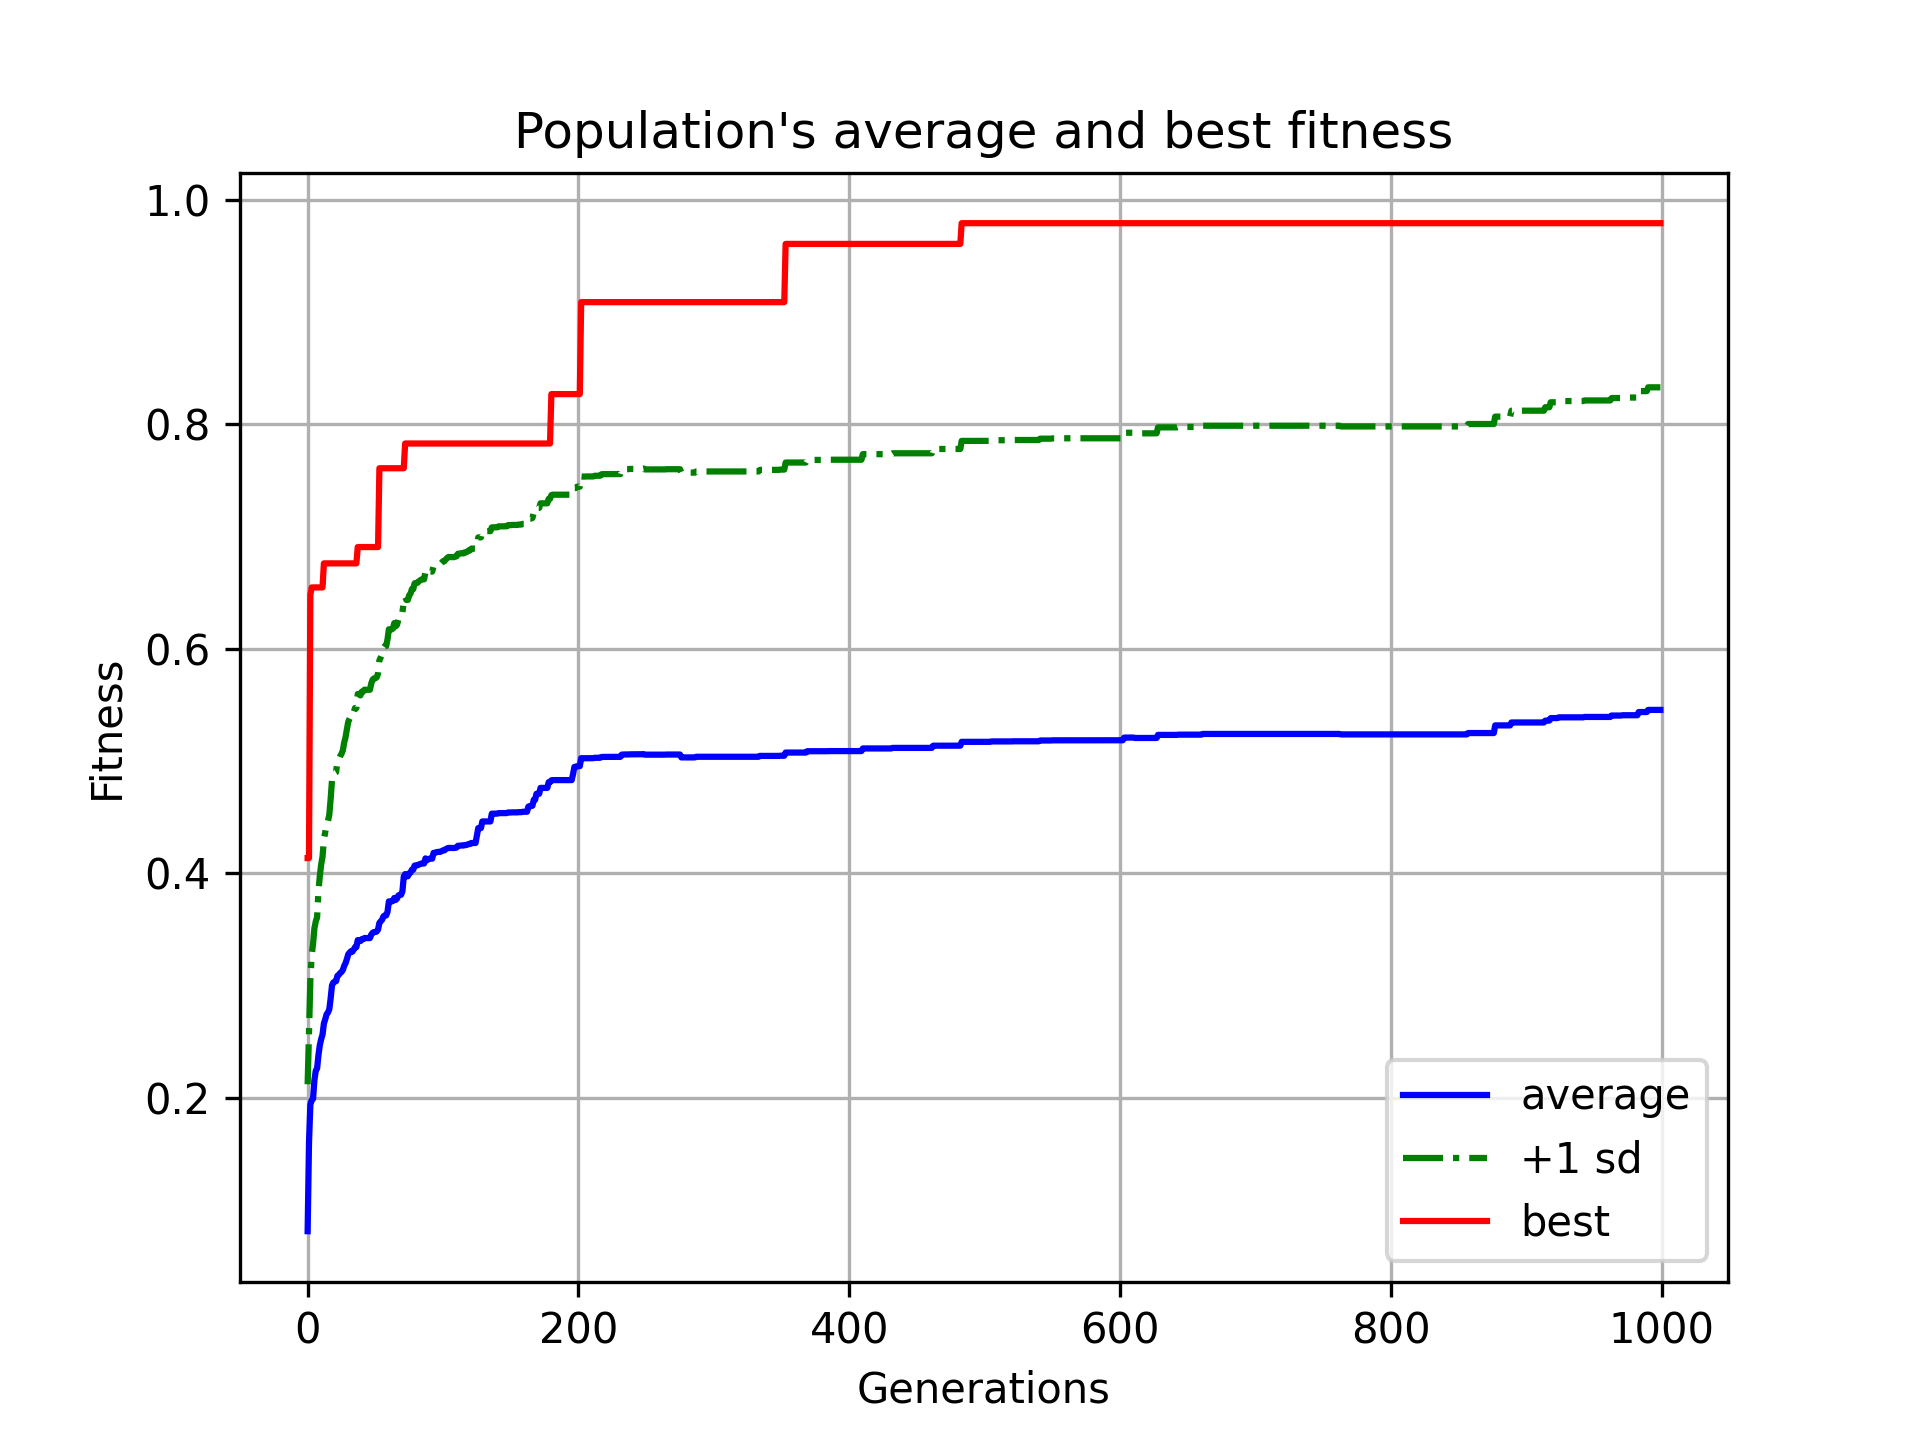 Population's average and best fitness
1.0
0.8
0.6
0.4
0.2
Fitness
0 200 400 600 800 1000
Generations
average
+1 sd
best